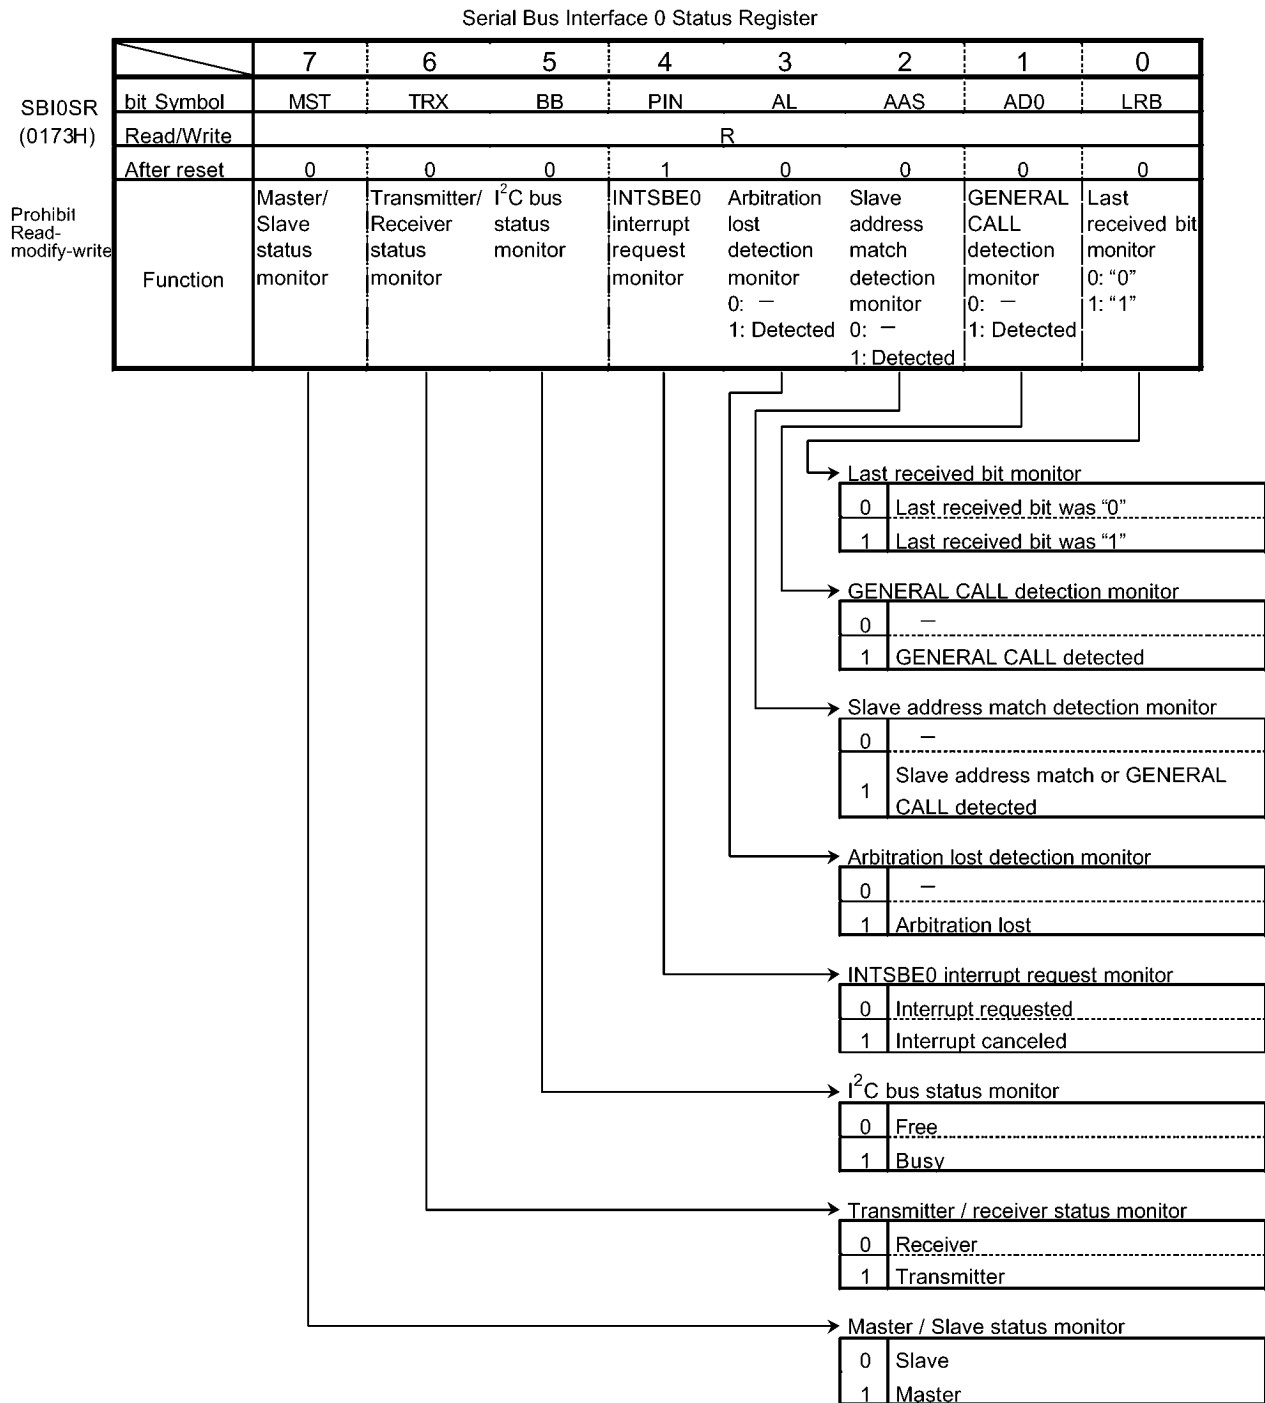 Serial Bus Interface 0 Status Register
7 6 5 4 3 2 1 0
SBI0SR
(0173H)
bit Symbol MST TRX BB PIN AL AAS AD0 LRB
Read/Write R
After reset 0 0 0 1 0 0 0 0
Prohibit
Read-
modify-write
Function
Master/
Slave
status
monitor
Transmitter/
Receiver
status
monitor
I²C bus
status
monitor
INTSBE0
interrupt
request
monitor
Arbitration
lost
detection
monitor
0: —
1: Detected
Slave
address
match
detection
monitor
0: —
1: Detected
GENERAL
CALL
detection
monitor
0: —
1: Detected
Last
received bit
monitor
0: “0”
1: “1”
Last received bit monitor
0 Last received bit was “0”
1 Last received bit was “1”
GENERAL CALL detection monitor
0 —
1 GENERAL CALL detected
Slave address match detection monitor
0 —
1 Slave address match or GENERAL
CALL detected
Arbitration lost detection monitor
0 —
1 Arbitration lost
INTSBE0 interrupt request monitor
0 Interrupt requested
1 Interrupt canceled
I²C bus status monitor
0 Free
1 Busy
Transmitter / receiver status monitor
0 Receiver
1 Transmitter
Master / Slave status monitor
0 Slave
1 Master